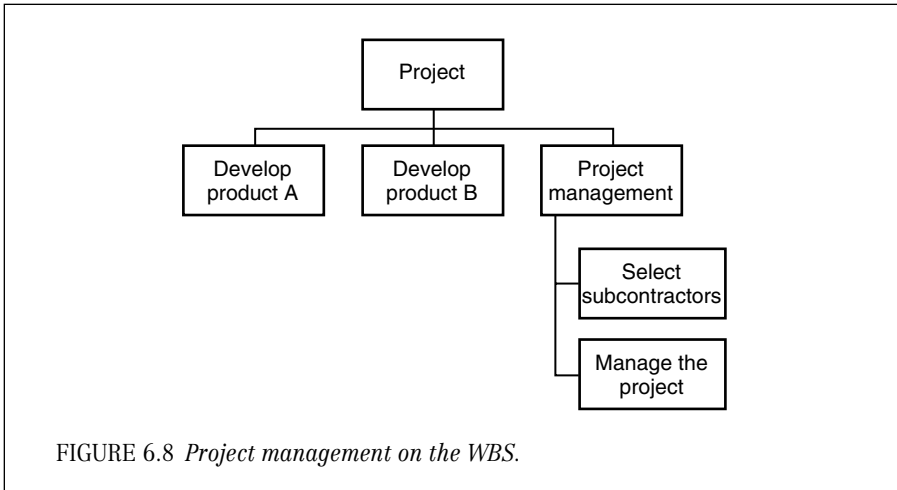 Project
Develop
product A
Develop
product B
Project
management
Select
subcontractors
Manage the
project
FIGURE 6.8 Project management on the WBS.